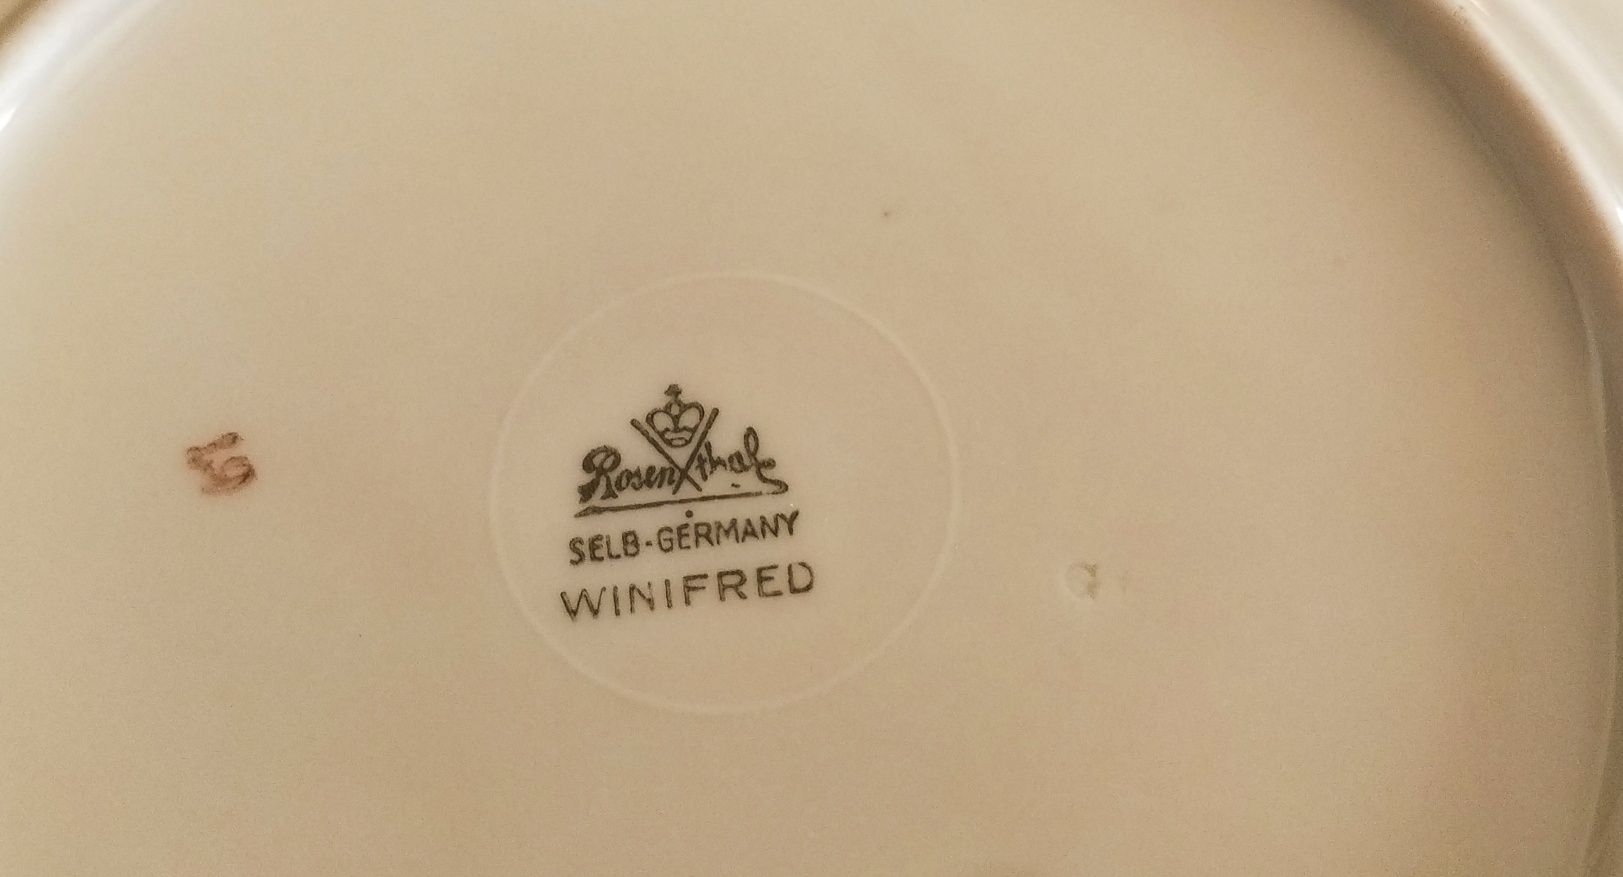 Rosenthal
SELB-GERMANY
WINIFRED